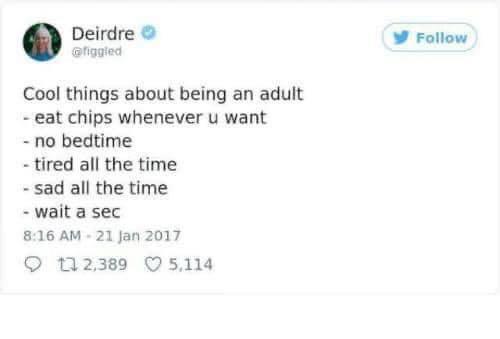 Deirdre
@figgled
Follow
Cool things about being an adult
- eat chips whenever u want
- no bedtime
- tired all the time
- sad all the time
- wait a sec
8:16 AM - 21 Jan 2017
2,389 5,114